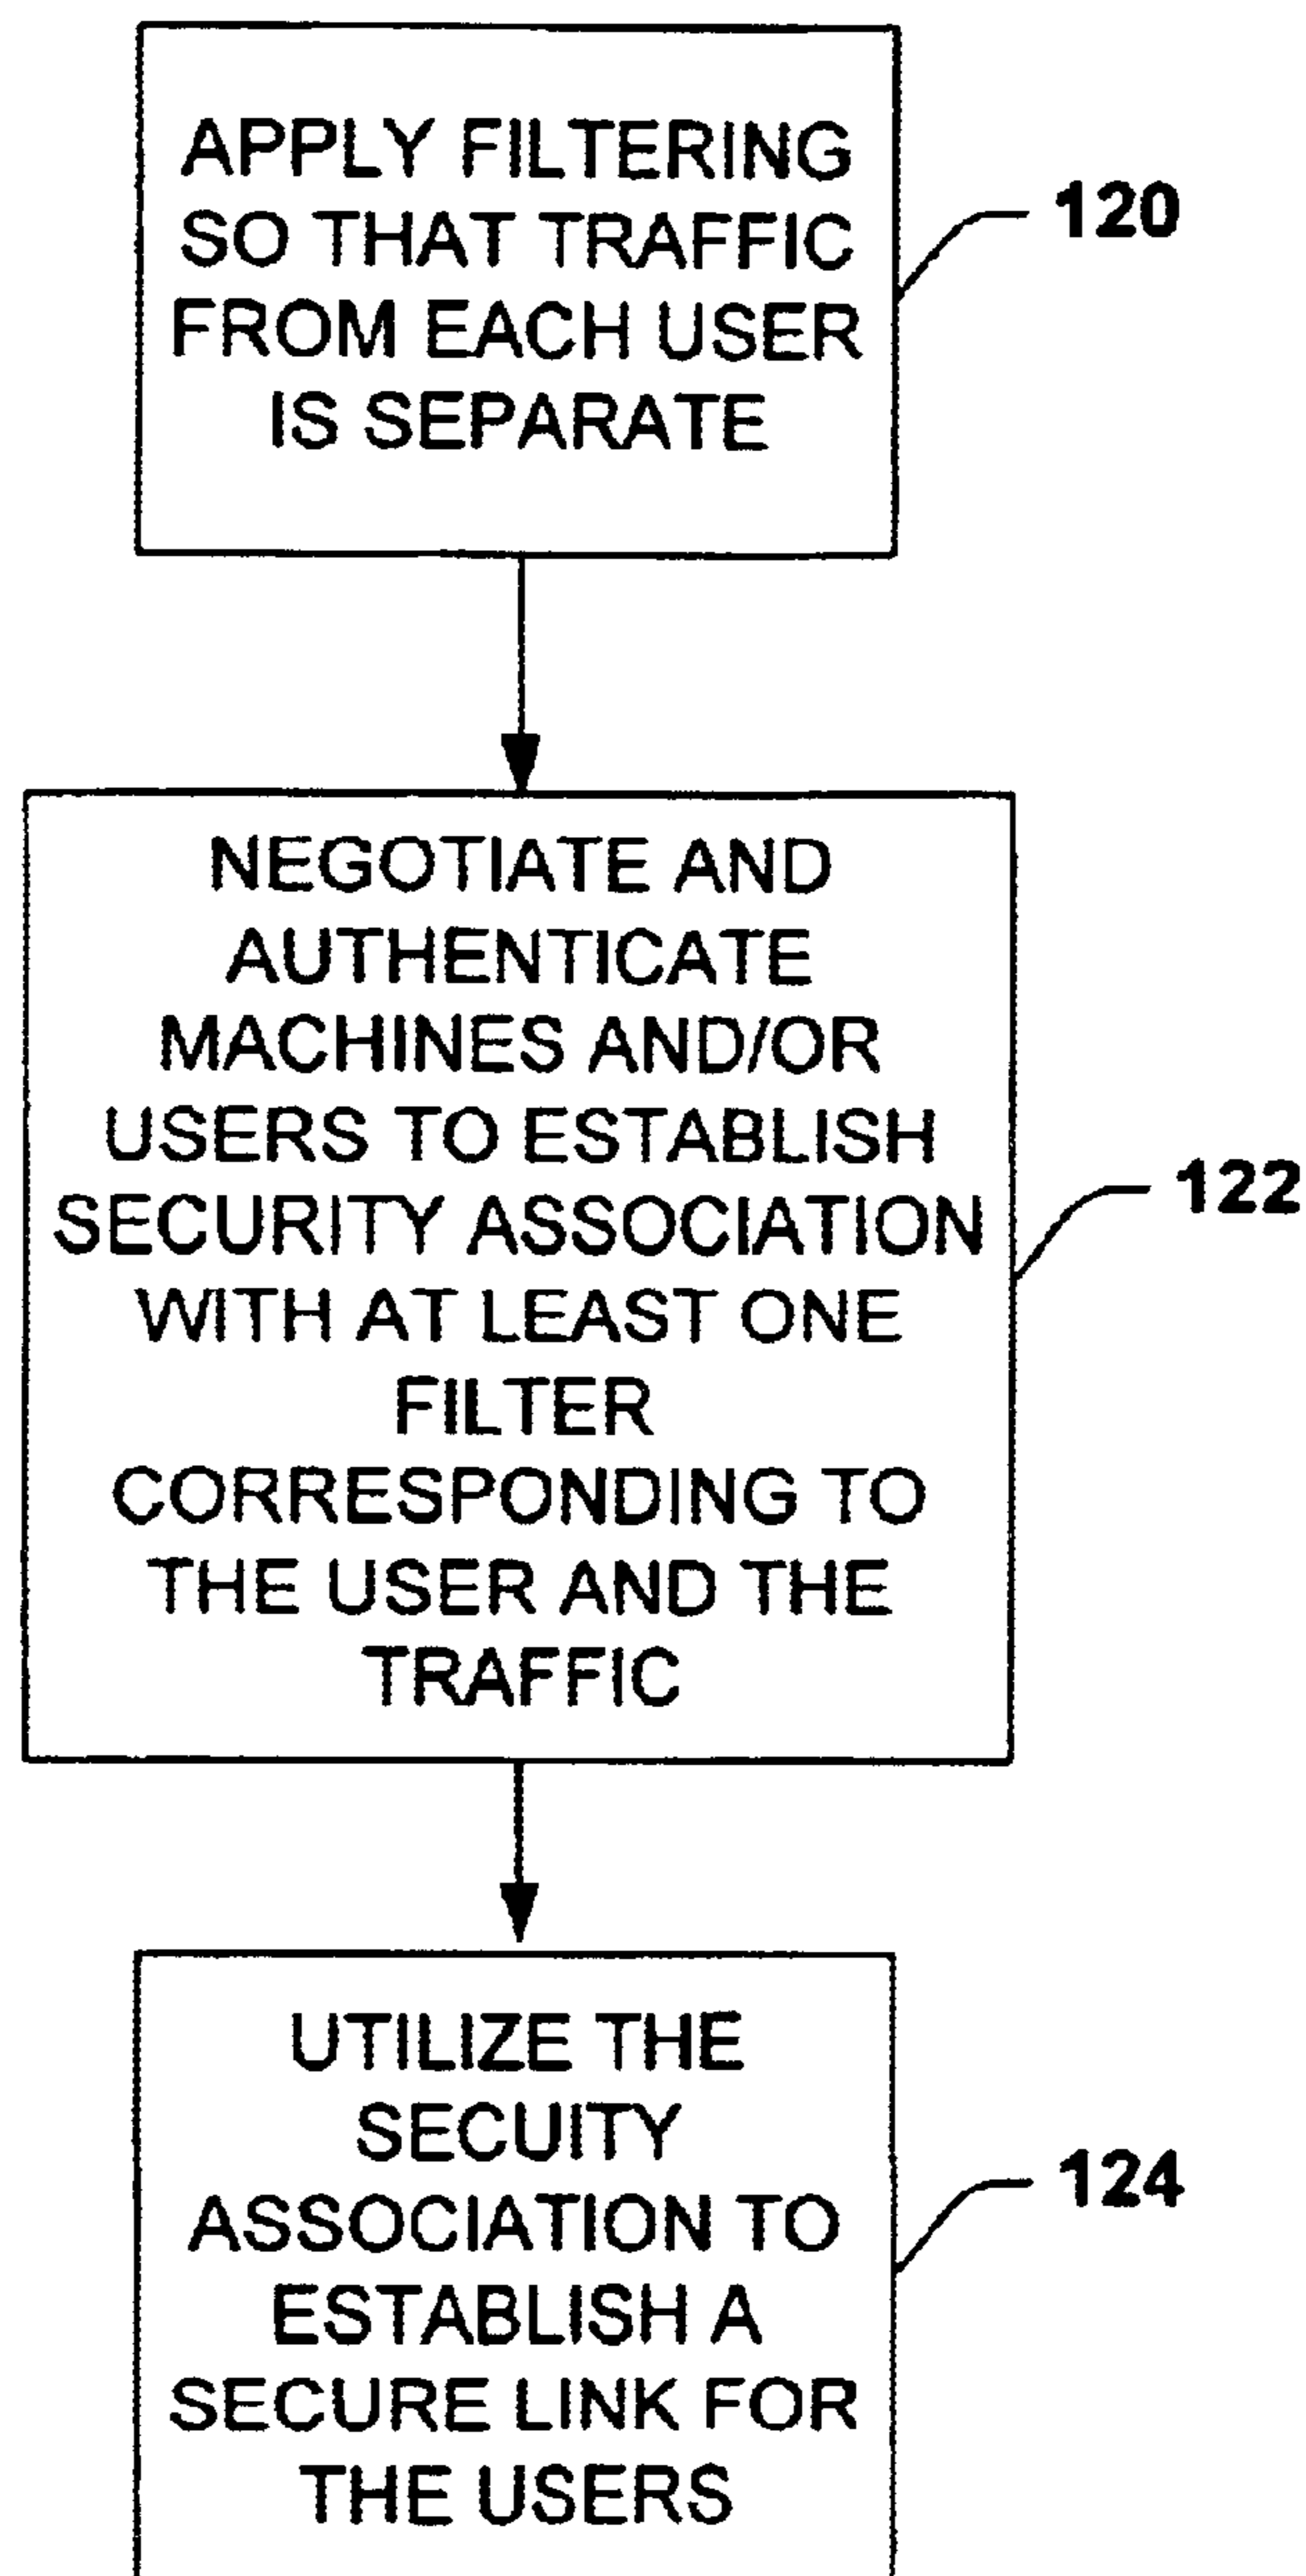 APPLY FILTERING
SO THAT TRAFFIC
FROM EACH USER
IS SEPARATE
120
NEGOTIATE AND
AUTHENTICATE
MACHINES AND/OR
USERS TO ESTABLISH
SECURITY ASSOCIATION
WITH AT LEAST ONE
FILTER
CORRESPONDING TO
THE USER AND THE
TRAFFIC
122
UTILIZE THE
SECUITY
ASSOCIATION TO
ESTABLISH A
SECURE LINK FOR
THE USERS
124